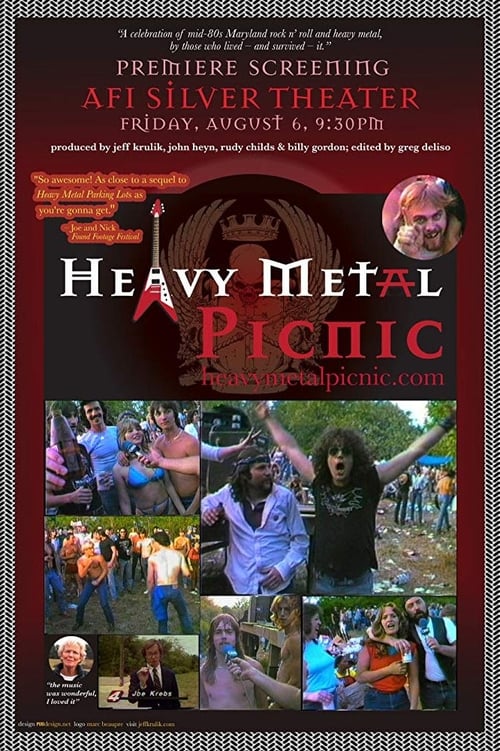 "A celebration of mid-80s Maryland rock n' roll and heavy metal,
by those who lived – and survived – it."
PREMIERE SCREENING
AFI SILVER THEATER
FRIDAY, AUGUST 6, 9:30PM
produced by jeff krulik, john heyn, rudy childs & billy gordon; edited by greg deliso
"So awesome! As close to a sequel to
Heavy Metal Parking Lots as
you're gonna get."
– Joe and Nick
Found Footage Festival
HEAVY METAL
PICNIC
heavymetalpicnic.com
"the music
was wonderful,
I loved it"
4 Joe Krebs
design PUBdesign.net logo marc beaupre visit jeffkrulik.com